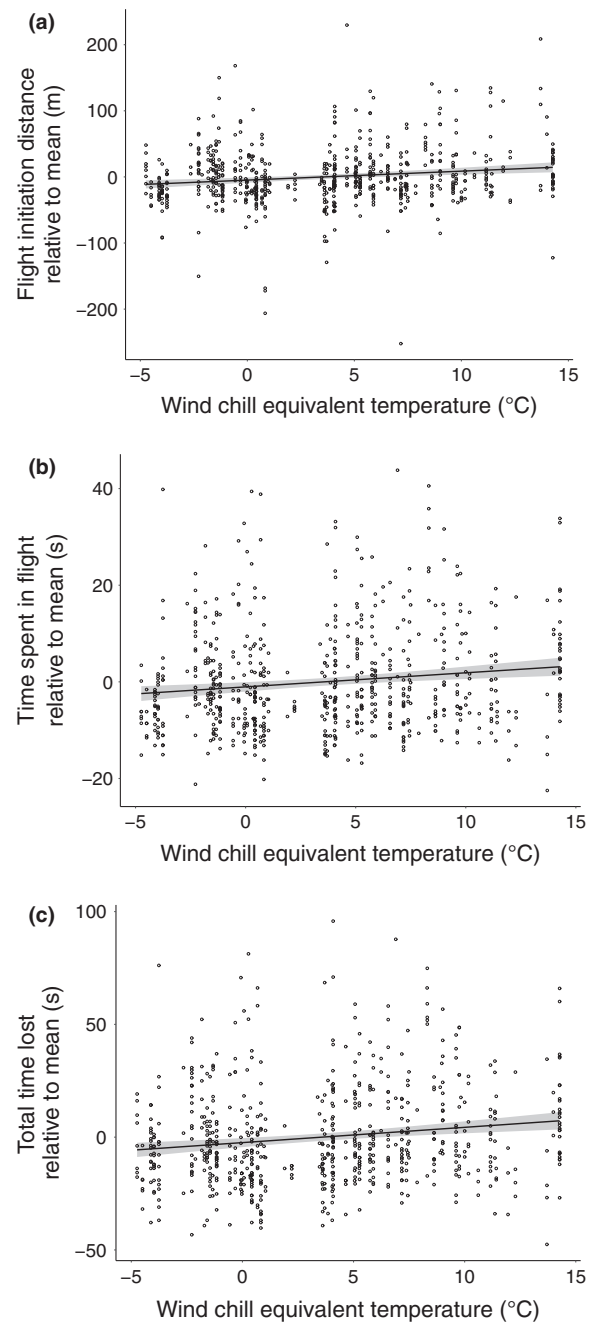 (a)
200
100
0
−100
−200
Flight initiation distance
relative to mean (m)
−5 0 5 10 15
Wind chill equivalent temperature (°C)
(b)
40
20
0
−20
Time spent in flight
relative to mean (s)
−5 0 5 10 15
Wind chill equivalent temperature (°C)
(c)
100
50
0
−50
Total time lost
relative to mean (s)
−5 0 5 10 15
Wind chill equivalent temperature (°C)